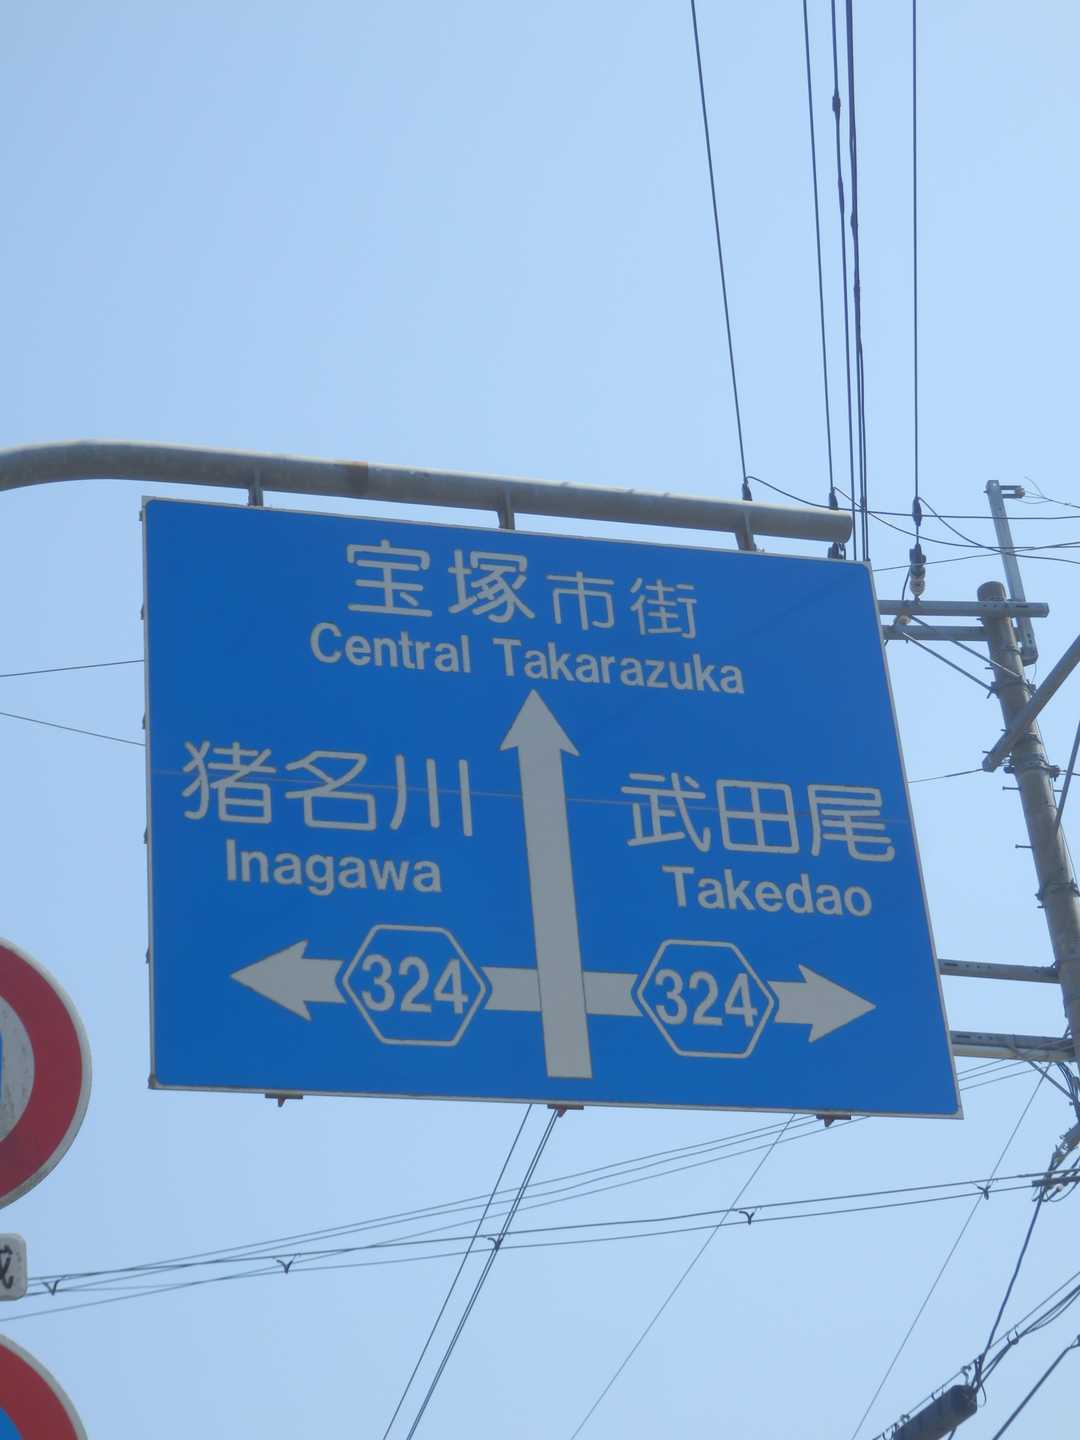 宝塚市街
Central Takarazuka
猪名川
Inagawa
武田尾
Takedao
324
324